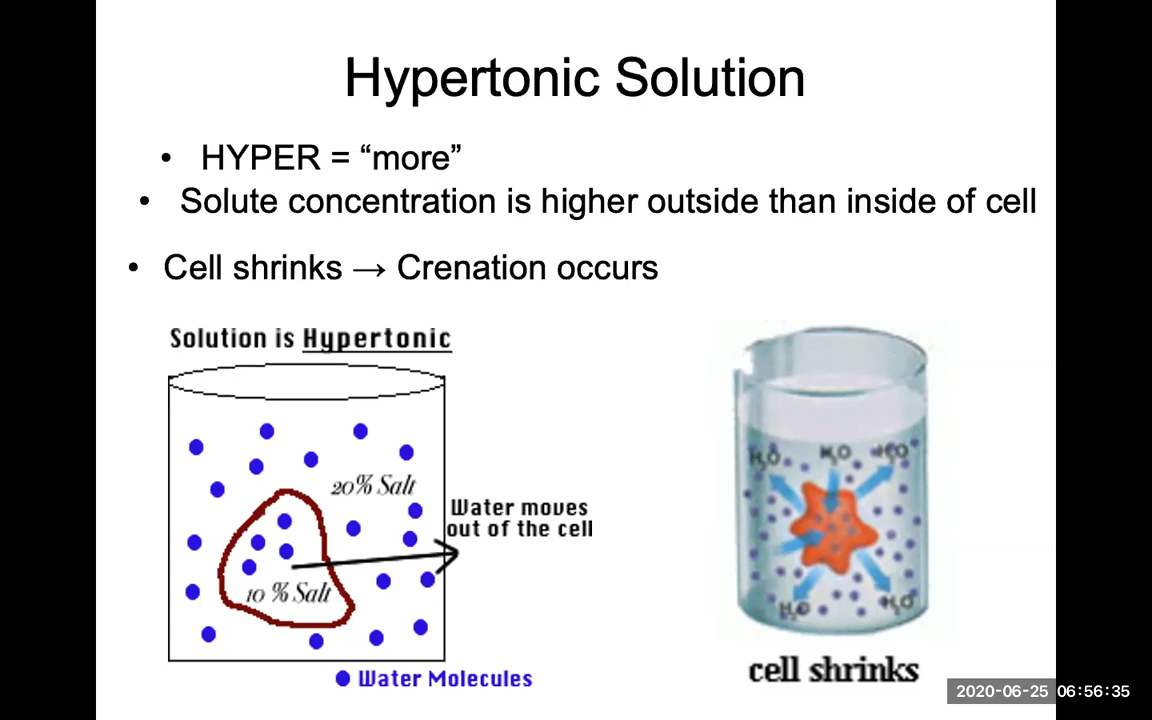 Hypertonic Solution
• HYPER = “more”
• Solute concentration is higher outside than inside of cell
• Cell shrinks → Crenation occurs
Solution is Hypertonic
20% Salt
Water moves
out of the cell
10 % Salt
Water Molecules
H₂O H₂O H₂O
H₂O H₂O
cell shrinks
2020-06-25 06:56:35